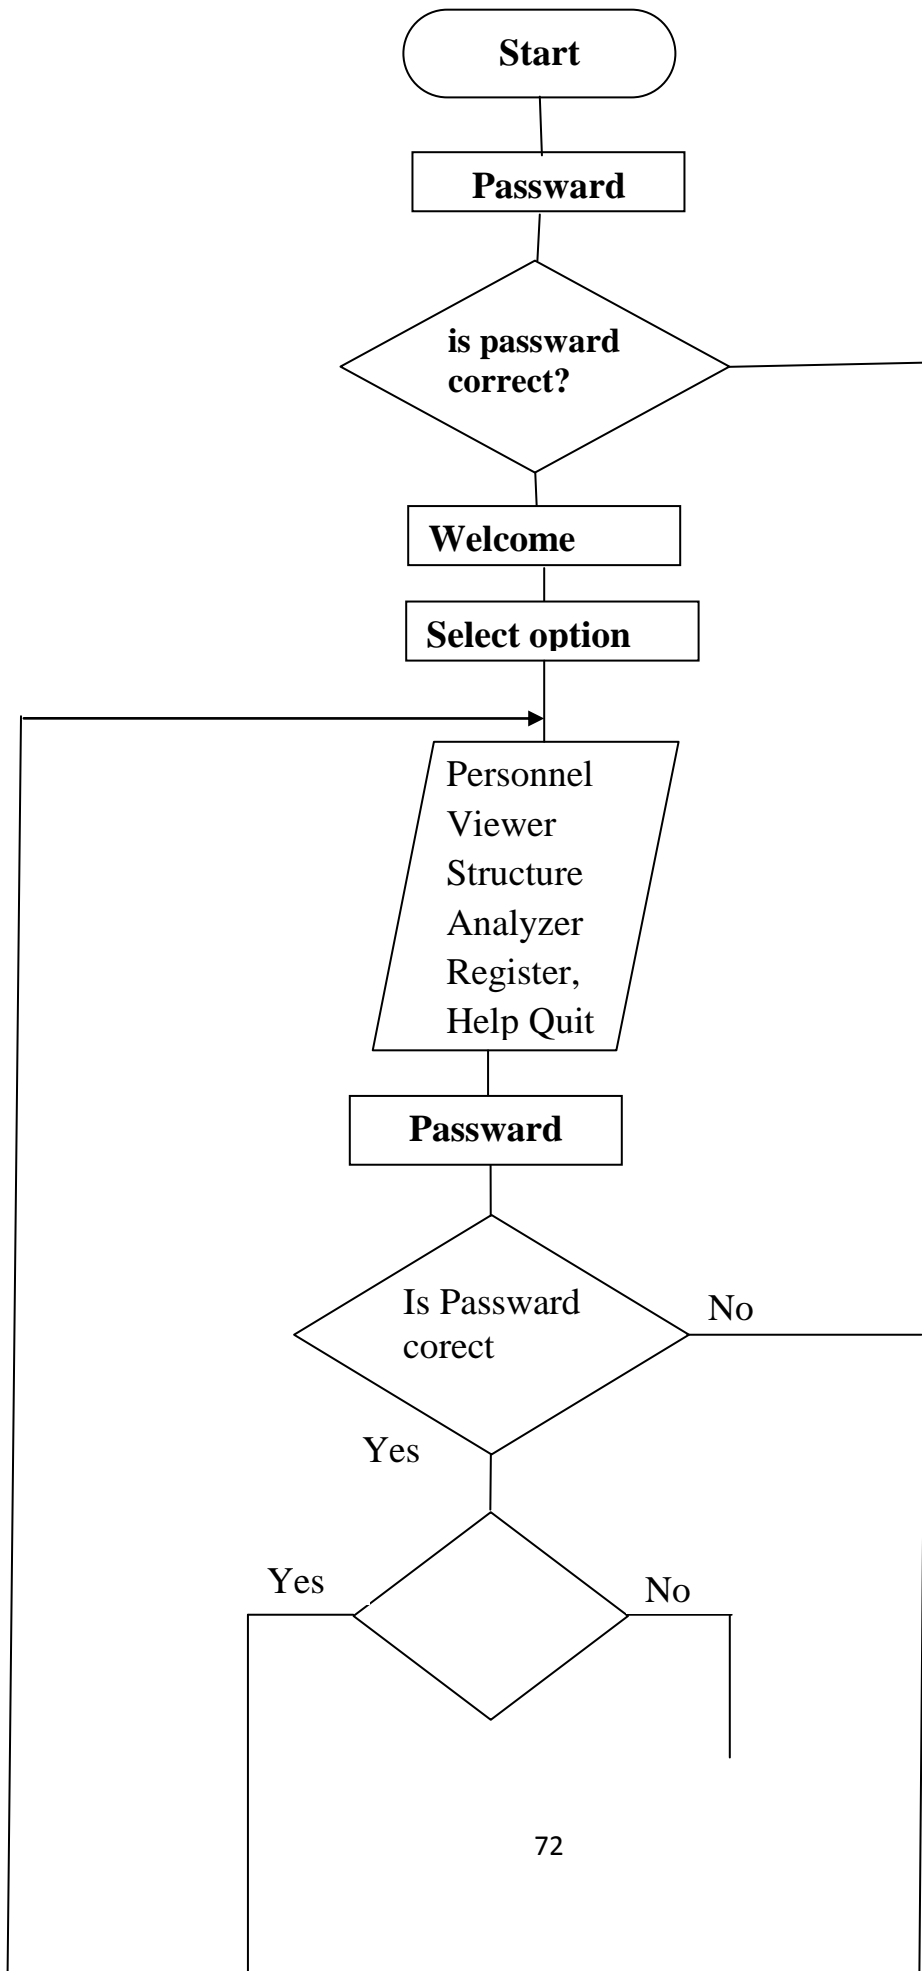 Start
Passward
is passward
correct?
Welcome
Select option
Personnel
Viewer
Structure
Analyzer
Register,
Help Quit
Passward
Is Passward
corect
No
Yes
Yes
No
72